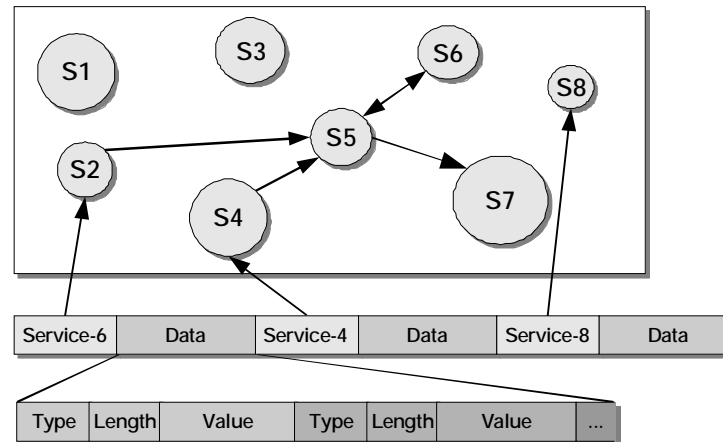 S1
S3
S6
S8
S5
S2
S4
S7
Service-6 Data Service-4 Data Service-8 Data
Type Length Value Type Length Value ...